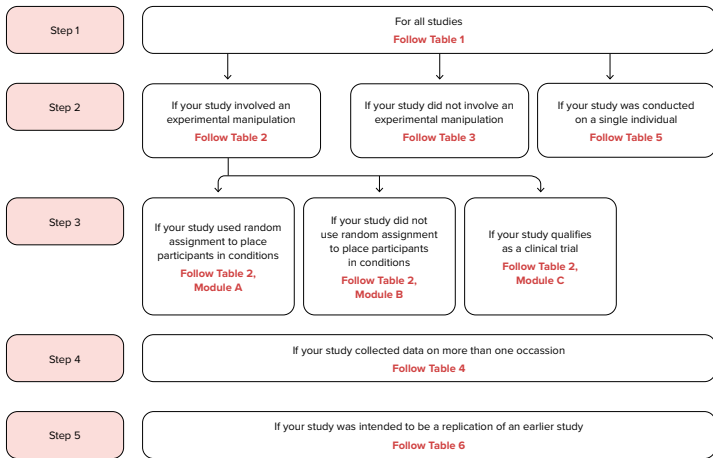 Step 1
For all studies
Follow Table 1
Step 2
If your study involved an
experimental manipulation
Follow Table 2
If your study did not involve an
experimental manipulation
Follow Table 3
If your study was conducted
on a single individual
Follow Table 5
Step 3
If your study used random
assignment to place
participants in conditions
Follow Table 2,
Module A
If your study did not
use random assignment
to place participants
in conditions
Follow Table 2,
Module B
If your study qualifies
as a clinical trial
Follow Table 2,
Module C
Step 4
If your study collected data on more than one occassion
Follow Table 4
Step 5
If your study was intended to be a replication of an earlier study
Follow Table 6